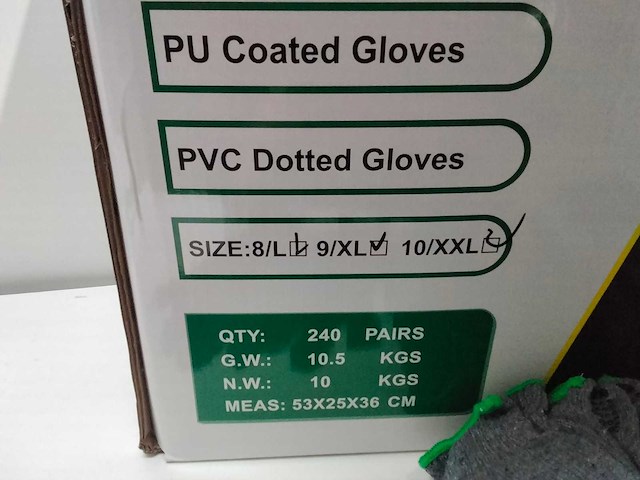 PU Coated Gloves
PVC Dotted Gloves
SIZE:8/L☑ 9/XL☑ 10/XXL☑
QTY: 240 PAIRS
G.W.: 10.5 KGS
N.W.: 10 KGS
MEAS: 53X25X36 CM